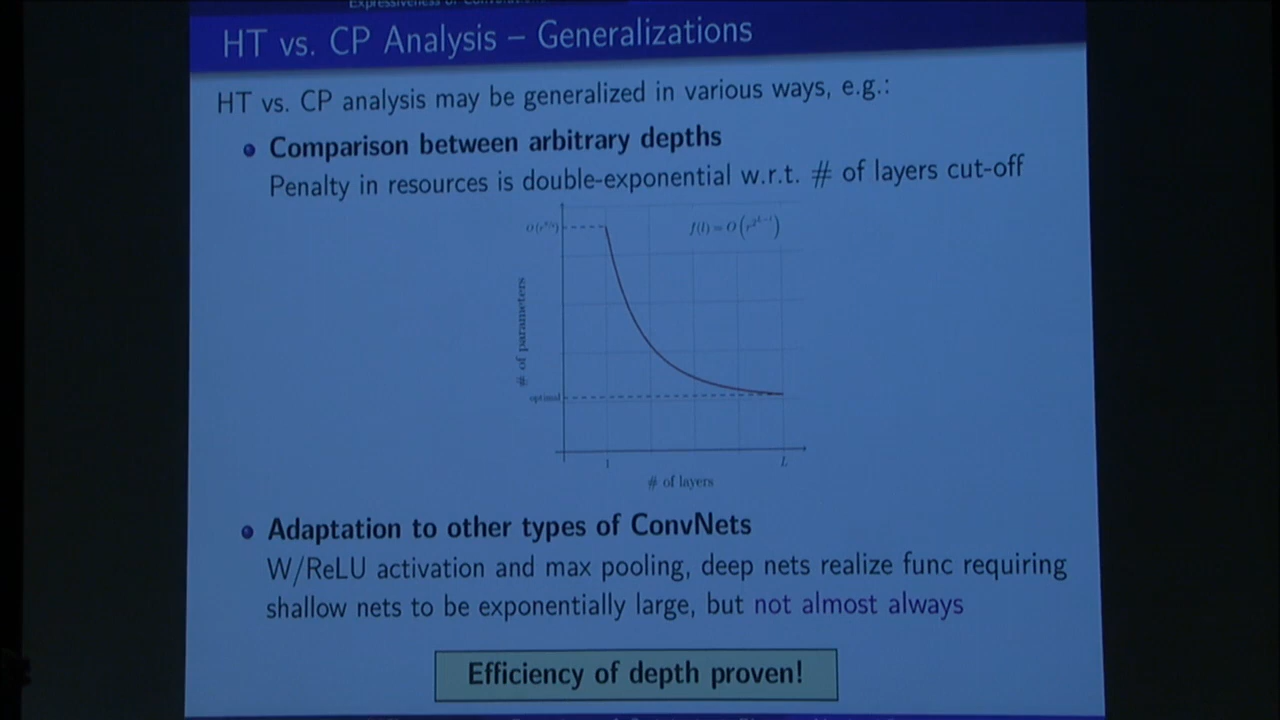 Expressiveness of
HT vs. CP Analysis – Generalizations
HT vs. CP analysis may be generalized in various ways, e.g.:
Comparison between arbitrary depths
Penalty in resources is double-exponential w.r.t. # of layers cut-off
# of parameters
optimal
1
L
# of layers
Adaptation to other types of ConvNets
W/ReLU activation and max pooling, deep nets realize func requiring
shallow nets to be exponentially large, but not almost always
Efficiency of depth proven!